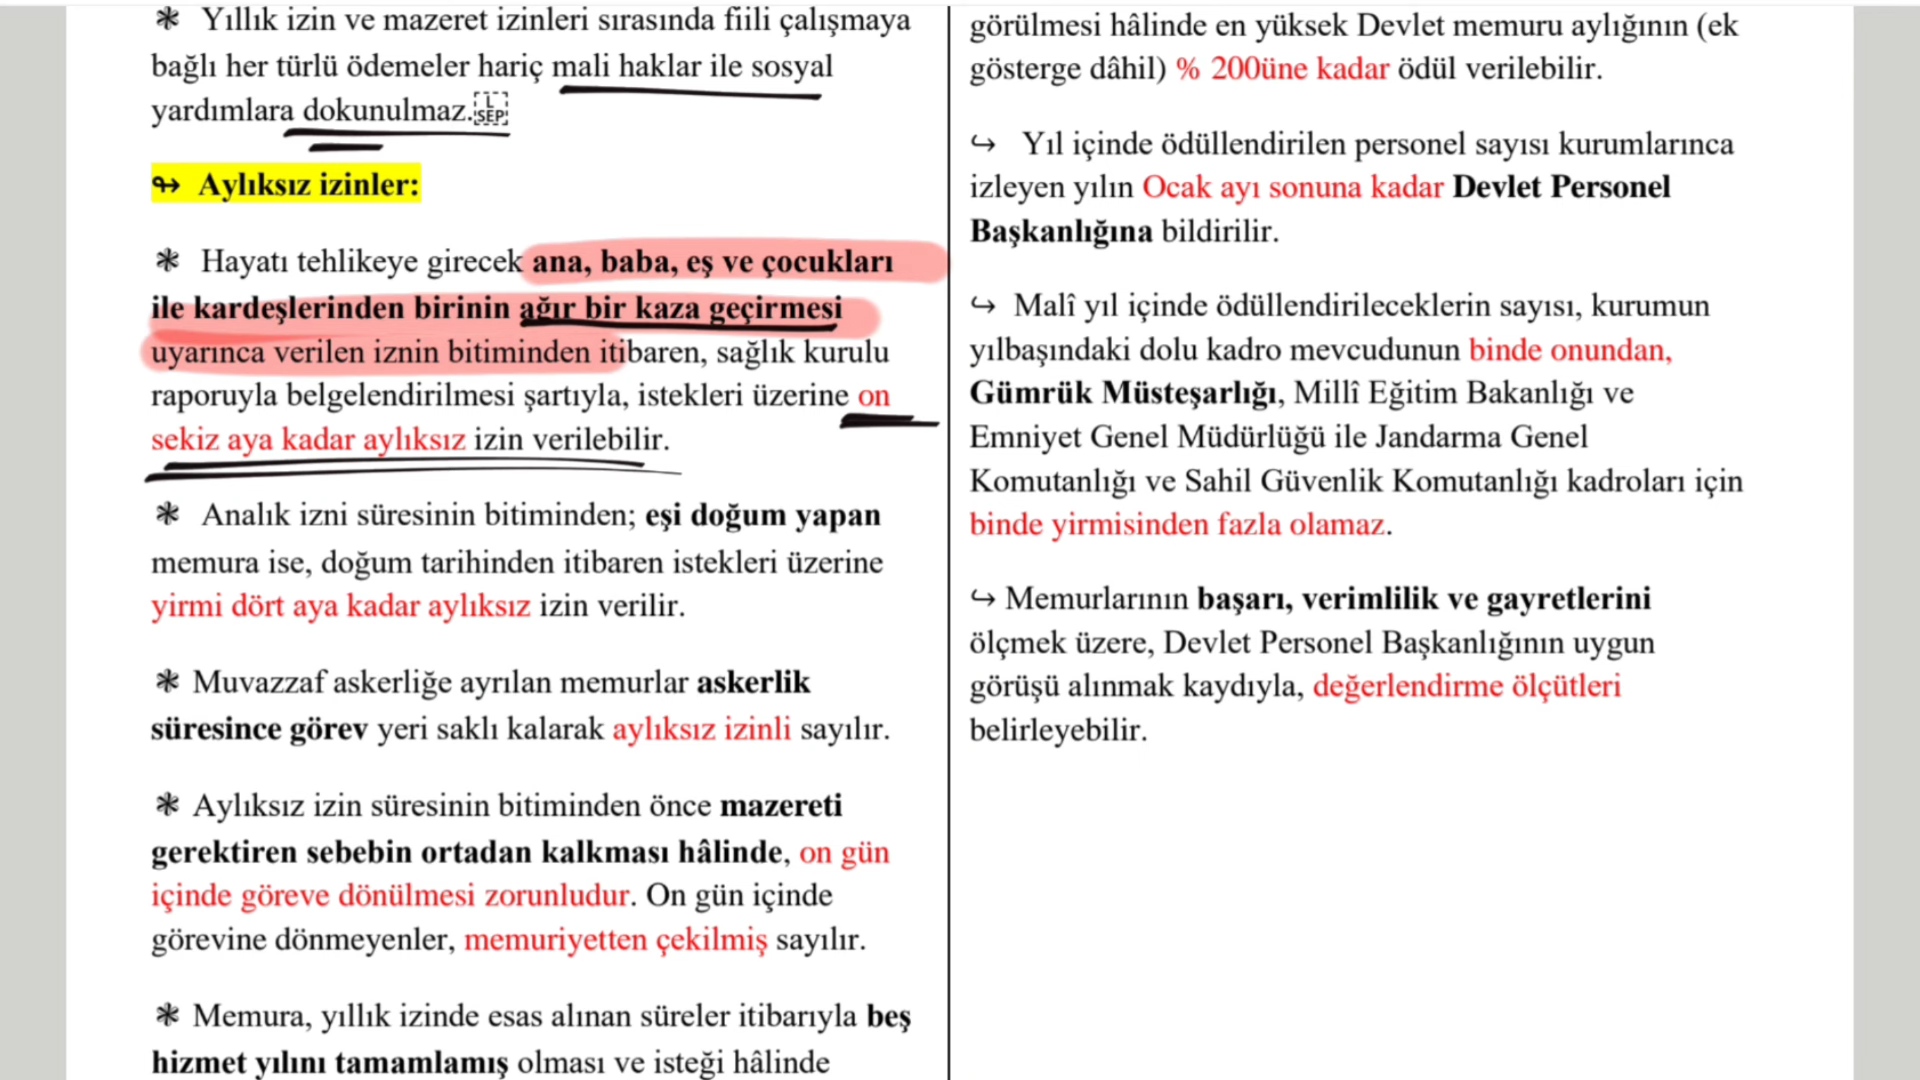 ❃ Yıllık izin ve mazeret izinleri sırasında fiili çalışmaya
bağlı her türlü ödemeler hariç mali haklar ile sosyal
yardımlara dokunulmaz.
↬ Aylıksız izinler:
❃ Hayatı tehlikeye girecek ana, baba, eş ve çocukları
ile kardeşlerinden birinin ağır bir kaza geçirmesi
uyarınca verilen iznin bitiminden itibaren, sağlık kurulu
raporuyla belgelendirilmesi şartıyla, istekleri üzerine on
sekiz aya kadar aylıksız izin verilebilir.
❃ Analık izni süresinin bitiminden; eşi doğum yapan
memura ise, doğum tarihinden itibaren istekleri üzerine
yirmi dört aya kadar aylıksız izin verilir.
❃ Muvazzaf askerliğe ayrılan memurlar askerlik
süresince görev yeri saklı kalarak aylıksız izinli sayılır.
❃ Aylıksız izin süresinin bitiminden önce mazereti
gerektiren sebebin ortadan kalkması hâlinde, on gün
içinde göreve dönülmesi zorunludur. On gün içinde
görevine dönmeyenler, memuriyetten çekilmiş sayılır.
❃ Memura, yıllık izinde esas alınan süreler itibarıyla beş
hizmet yılını tamamlamış olması ve isteği hâlinde
görülmesi hâlinde en yüksek Devlet memuru aylığının (ek
gösterge dâhil) % 200üne kadar ödül verilebilir.
↪ Yıl içinde ödüllendirilen personel sayısı kurumlarınca
izleyen yılın Ocak ayı sonuna kadar Devlet Personel
Başkanlığına bildirilir.
↪ Malî yıl içinde ödüllendirileceklerin sayısı, kurumun
yılbaşındaki dolu kadro mevcudunun binde onundan,
Gümrük Müsteşarlığı, Millî Eğitim Bakanlığı ve
Emniyet Genel Müdürlüğü ile Jandarma Genel
Komutanlığı ve Sahil Güvenlik Komutanlığı kadroları için
binde yirmisinden fazla olamaz.
↪ Memurlarının başarı, verimlilik ve gayretlerini
ölçmek üzere, Devlet Personel Başkanlığının uygun
görüşü alınmak kaydıyla, değerlendirme ölçütleri
belirleyebilir.